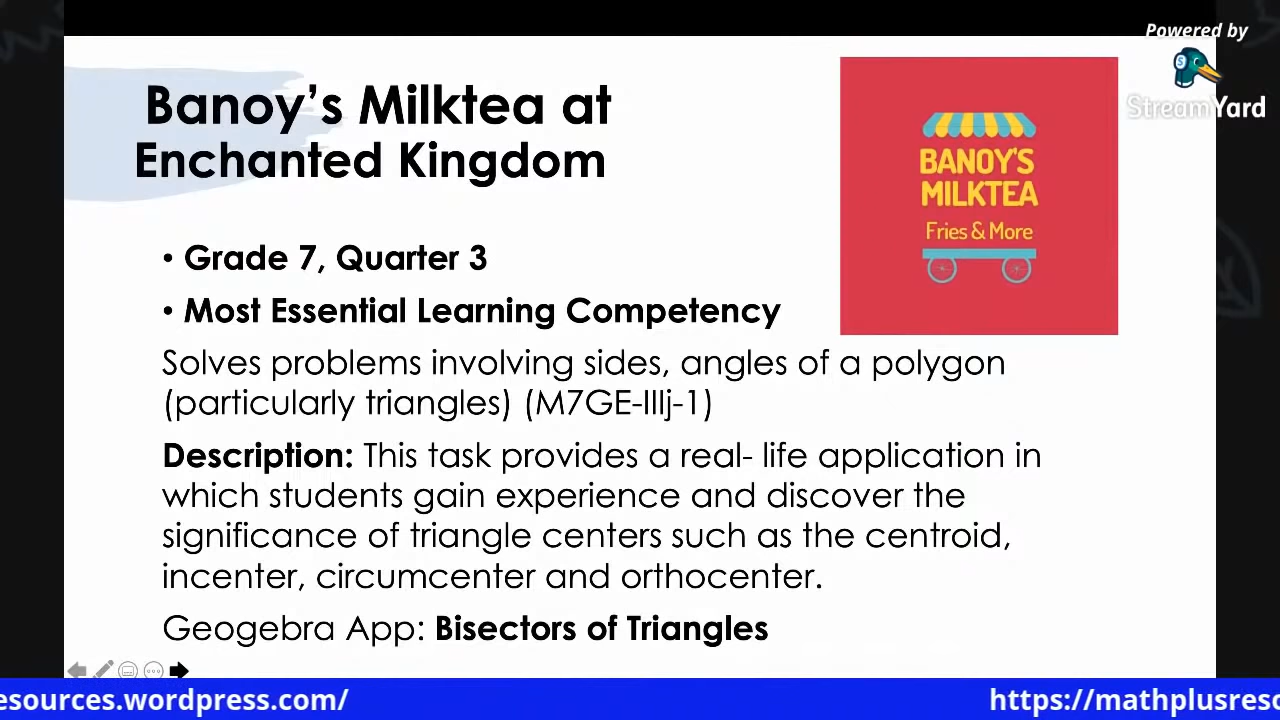 Powered by
StreamYard
Banoy's Milktea at
Enchanted Kingdom
BANOY'S
MILKTEA
Fries & More
• Grade 7, Quarter 3
• Most Essential Learning Competency
Solves problems involving sides, angles of a polygon
(particularly triangles) (M7GE-IIIj-1)
Description: This task provides a real- life application in
which students gain experience and discover the
significance of triangle centers such as the centroid,
incenter, circumcenter and orthocenter.
Geogebra App: Bisectors of Triangles
esources.wordpress.com/ https://mathplusreso